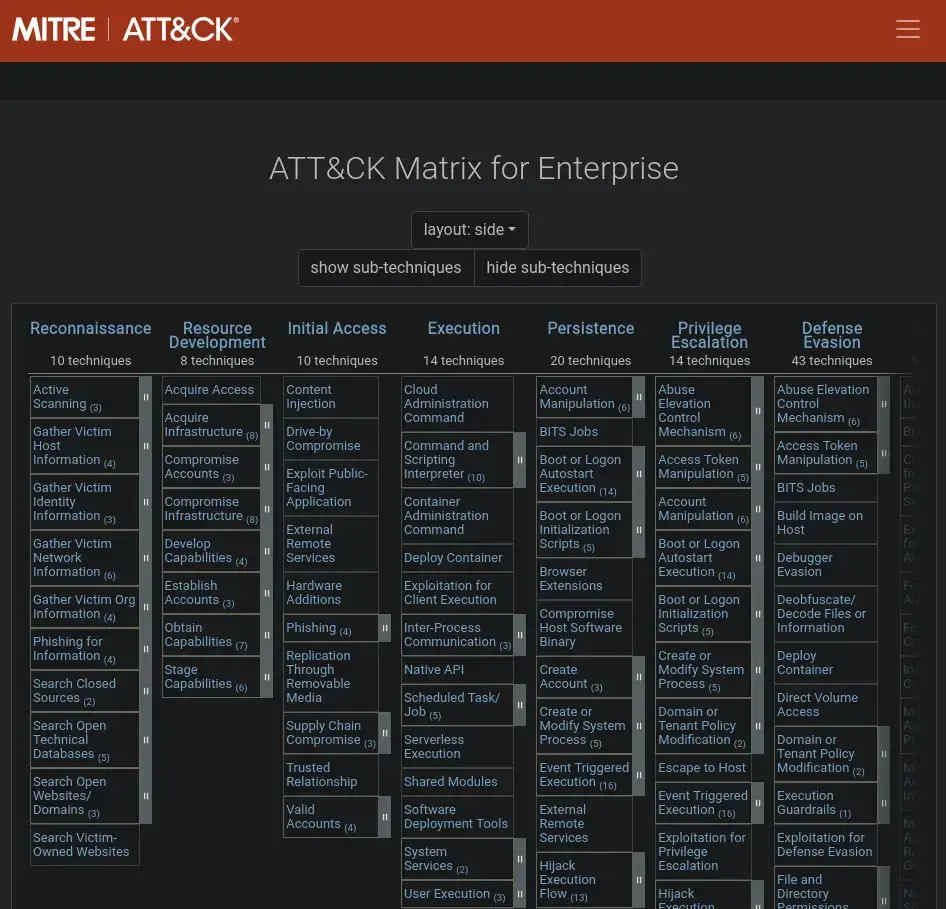 MITRE | ATT&CK®
ATT&CK Matrix for Enterprise
layout: side
show sub-techniques
hide sub-techniques
Reconnaissance
10 techniques
Active
Scanning (3)
Gather Victim
Host
Information (4)
Gather Victim
Identity
Information (3)
Gather Victim
Network
Information (6)
Gather Victim Org
Information (4)
Phishing for
Information (4)
Search Closed
Sources (2)
Search Open
Technical
Databases (5)
Search Open
Websites/
Domains (3)
Search Victim-
Owned Websites
Resource
Development
8 techniques
Acquire Access
Acquire
Infrastructure (8)
Compromise
Accounts (3)
Compromise
Infrastructure (8)
Develop
Capabilities (4)
Establish
Accounts (3)
Obtain
Capabilities (7)
Stage
Capabilities (6)
Initial Access
10 techniques
Content
Injection
Drive-by
Compromise
Exploit Public-
Facing
Application
External
Remote
Services
Hardware
Additions
Phishing (4)
Replication
Through
Removable
Media
Supply Chain
Compromise (3)
Trusted
Relationship
Valid
Accounts (4)
Execution
14 techniques
Cloud
Administration
Command
Command and
Scripting
Interpreter (10)
Container
Administration
Command
Deploy Container
Exploitation for
Client Execution
Inter-Process
Communication (3)
Native API
Scheduled Task/
Job (5)
Serverless
Execution
Shared Modules
Software
Deployment Tools
System
Services (2)
User Execution (3)
Persistence
20 techniques
Account
Manipulation (6)
BITS Jobs
Boot or Logon
Autostart
Execution (14)
Boot or Logon
Initialization
Scripts (5)
Browser
Extensions
Compromise
Host Software
Binary
Create
Account (3)
Create or
Modify System
Process (5)
Event Triggered
Execution (16)
External
Remote
Services
Hijack
Execution
Flow (13)
Privilege
Escalation
14 techniques
Abuse
Elevation
Control
Mechanism (6)
Access Token
Manipulation (5)
Account
Manipulation (6)
Boot or Logon
Autostart
Execution (14)
Boot or Logon
Initialization
Scripts (5)
Create or
Modify System
Process (5)
Domain or
Tenant Policy
Modification (2)
Escape to Host
Event Triggered
Execution (16)
Exploitation for
Privilege
Escalation
Hijack
Execution
Defense
Evasion
43 techniques
Abuse Elevation
Control
Mechanism (6)
Access Token
Manipulation (5)
BITS Jobs
Build Image on
Host
Debugger
Evasion
Deobfuscate/
Decode Files or
Information
Deploy
Container
Direct Volume
Access
Domain or
Tenant Policy
Modification (2)
Execution
Guardrails (1)
Exploitation for
Defense Evasion
File and
Directory
Permissions